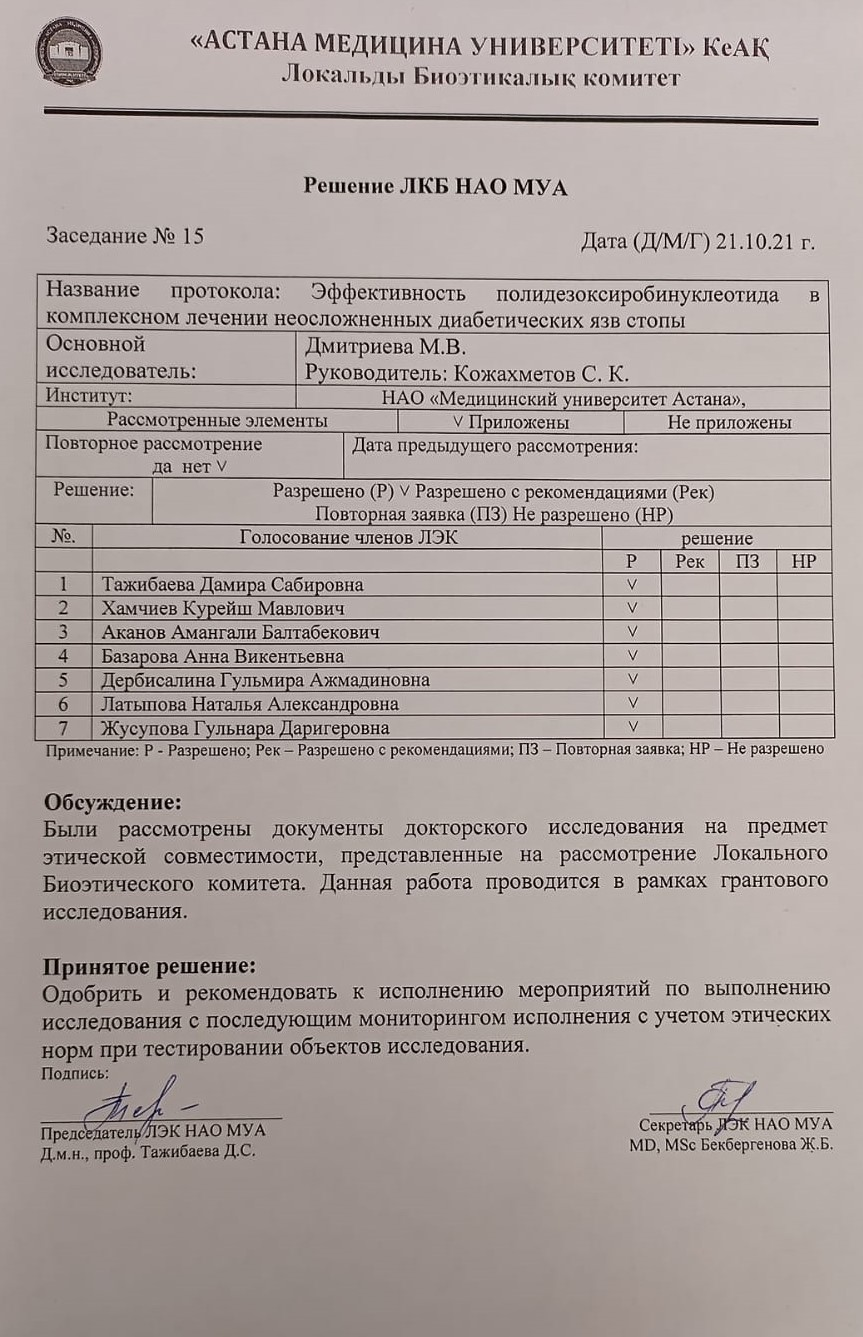 «АСТАНА МЕДИЦИНА УНИВЕРСИТЕТІ» КеАҚ
Локальды Биоэтикалық комитет
Решение ЛКБ НАО МУА
Заседание № 15
Дата (Д/М/Г) 21.10.21 г.
Название протокола: Эффективность полидезоксиробинуклеотида в
комплексном лечении неосложненных диабетических язв стопы
Основной Дмитриева М.В.
исследователь: Руководитель: Кожахметов С. К.
Институт: НАО «Медицинский университет Астана»,
Рассмотренные элементы ˅ Приложены Не приложены
Повторное рассмотрение Дата предыдущего рассмотрения:
да нет ˅
Решение: Разрешено (Р) ˅ Разрешено с рекомендациями (Рек)
Повторная заявка (ПЗ) Не разрешено (НР)
№. Голосование членов ЛЭК решение
Р Рек ПЗ НР
1 Тажибаева Дамира Сабировна ˅
2 Хамчиев Курейш Мавлович ˅
3 Аканов Амангали Балтабекович ˅
4 Базарова Анна Викентьевна ˅
5 Дербисалина Гульмира Ажмадиновна ˅
6 Латыпова Наталья Александровна ˅
7 Жусупова Гульнара Даригеровна ˅
Примечание: Р - Разрешено; Рек – Разрешено с рекомендациями; ПЗ – Повторная заявка; НР – Не разрешено
Обсуждение:
Были рассмотрены документы докторского исследования на предмет
этической совместимости, представленные на рассмотрение Локального
Биоэтического комитета. Данная работа проводится в рамках грантового
исследования.
Принятое решение:
Одобрить и рекомендовать к исполнению мероприятий по выполнению
исследования с последующим мониторингом исполнения с учетом этических
норм при тестировании объектов исследования.
Подпись:
Председатель ЛЭК НАО МУА
Д.м.н., проф. Тажибаева Д.С.
Секретарь ЛЭК НАО МУА
MD, MSc Бекбергенова Ж.Б.